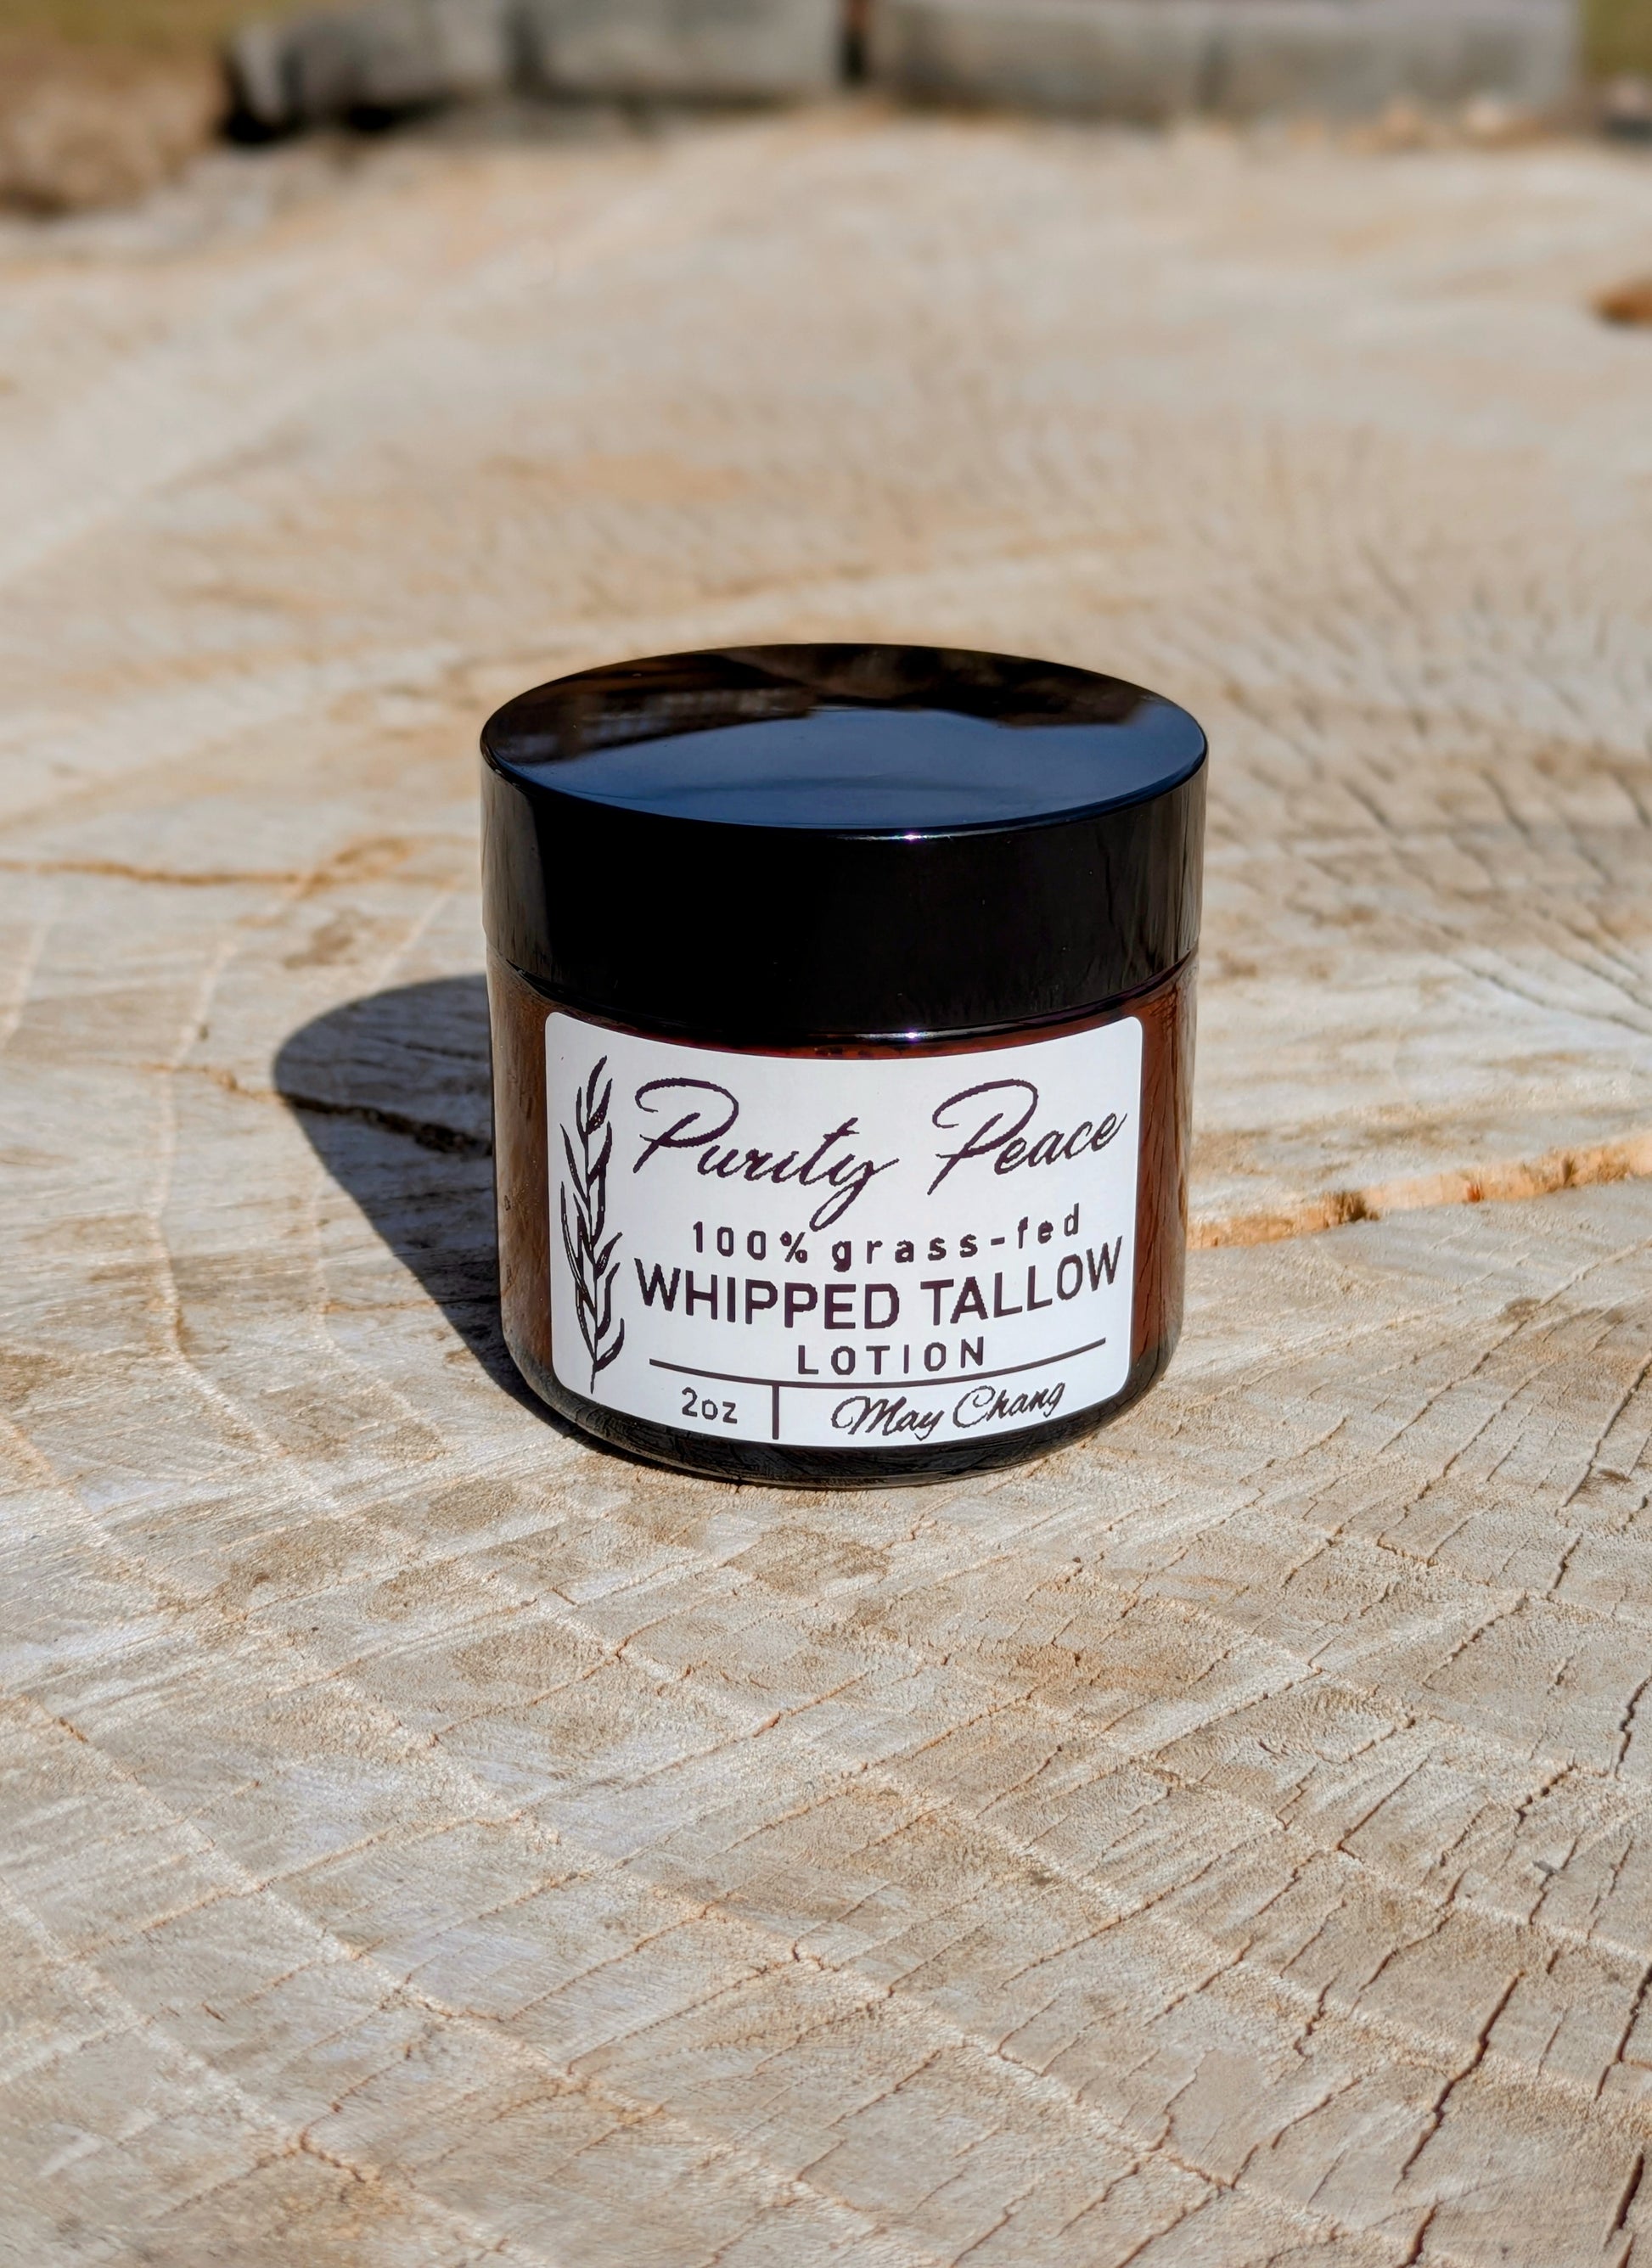 Purity Peace
100% grass-fed
WHIPPED TALLOW
LOTION
2oz
May Chang